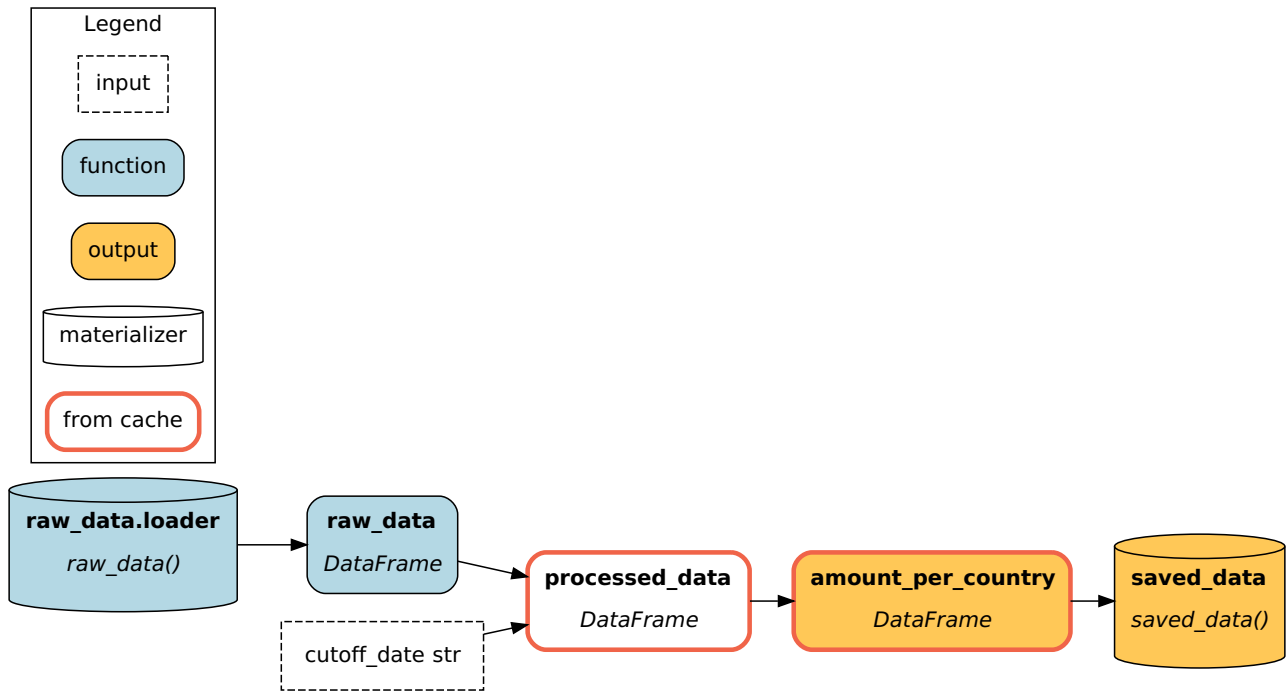 Legend
input
function
output
materializer
from cache
raw_data.loader
raw_data()
raw_data
DataFrame
cutoff_date str
processed_data
DataFrame
amount_per_country
DataFrame
saved_data
saved_data()